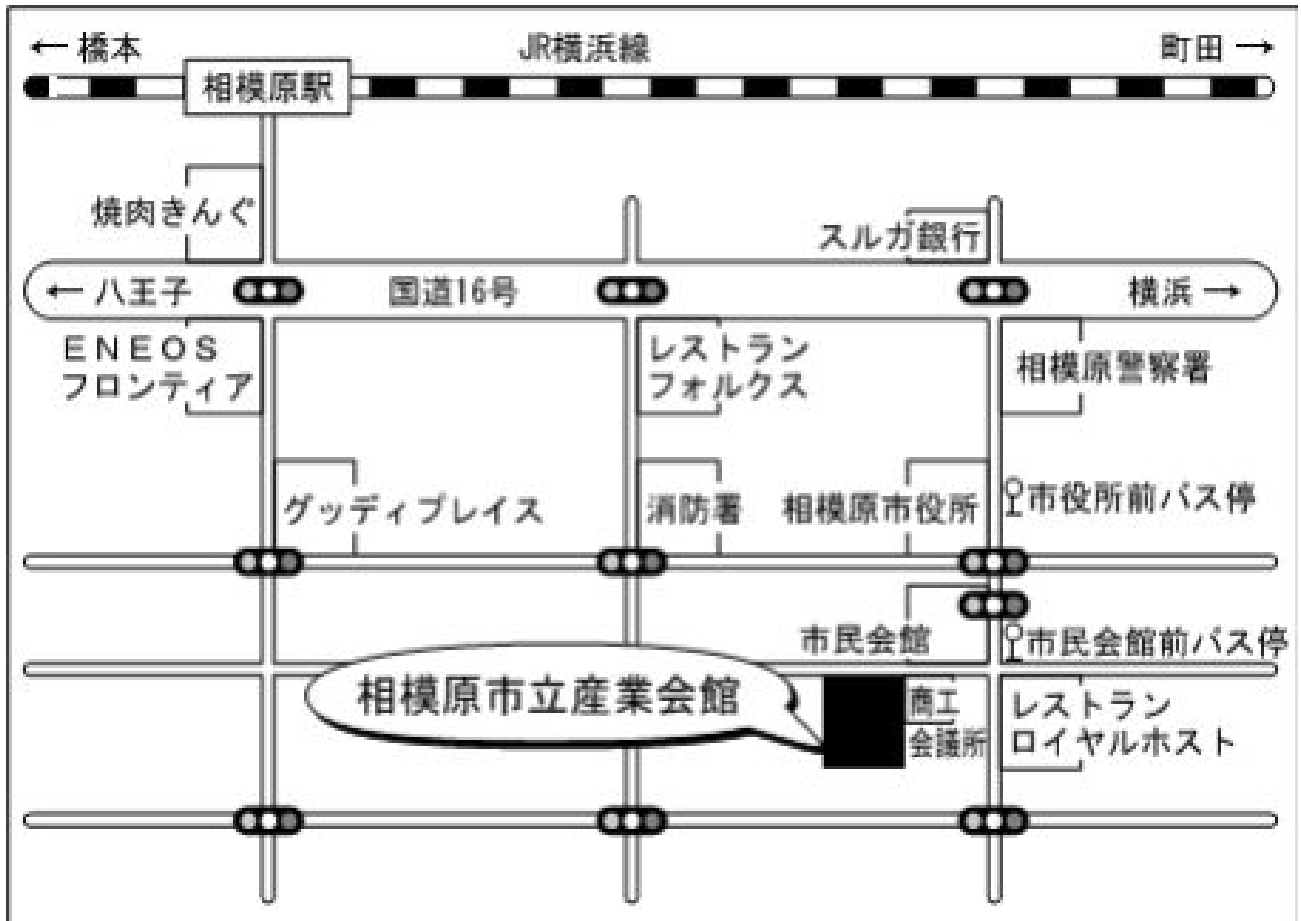 ← 橋本
JR横浜線
町田 →
相模原駅
焼肉きんぐ
スルガ銀行
← 八王子
国道16号
横浜 →
ENEOS
フロンティア
レストラン
フォルクス
相模原警察署
グッディプレイス
消防署
相模原市役所
市役所前バス停
市民会館
市民会館前バス停
相模原市立産業会館
商工
会議所
レストラン
ロイヤルホスト